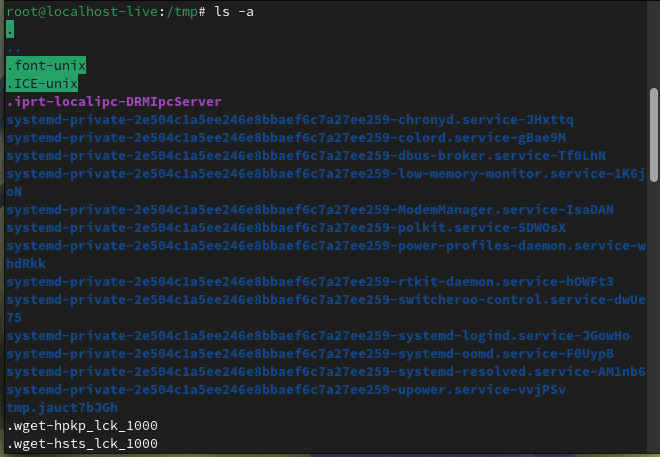 root@localhost-live:/tmp# ls -a
.
..
.font-unix
.ICE-unix
.iprt-localipc-DRMIpcServer
systemd-private-2e504c1a5ee246e8bbaef6c7a27ee259-chronyd.service-JHxttq
systemd-private-2e504c1a5ee246e8bbaef6c7a27ee259-colord.service-gBae9M
systemd-private-2e504c1a5ee246e8bbaef6c7a27ee259-dbus-broker.service-Tf0LhN
systemd-private-2e504c1a5ee246e8bbaef6c7a27ee259-low-memory-monitor.service-1K6j
oN
systemd-private-2e504c1a5ee246e8bbaef6c7a27ee259-ModemManager.service-IsaDAN
systemd-private-2e504c1a5ee246e8bbaef6c7a27ee259-polkit.service-SDWOsX
systemd-private-2e504c1a5ee246e8bbaef6c7a27ee259-power-profiles-daemon.service-w
hdRkk
systemd-private-2e504c1a5ee246e8bbaef6c7a27ee259-rtkit-daemon.service-hOWFt3
systemd-private-2e504c1a5ee246e8bbaef6c7a27ee259-switcheroo-control.service-dwUe
75
systemd-private-2e504c1a5ee246e8bbaef6c7a27ee259-systemd-logind.service-JGowHo
systemd-private-2e504c1a5ee246e8bbaef6c7a27ee259-systemd-oomd.service-F0UypB
systemd-private-2e504c1a5ee246e8bbaef6c7a27ee259-systemd-resolved.service-AM1nb6
systemd-private-2e504c1a5ee246e8bbaef6c7a27ee259-upower.service-vvjPSv
tmp.jauct7bJGh
.wget-hpkp_lck_1000
.wget-hsts_lck_1000